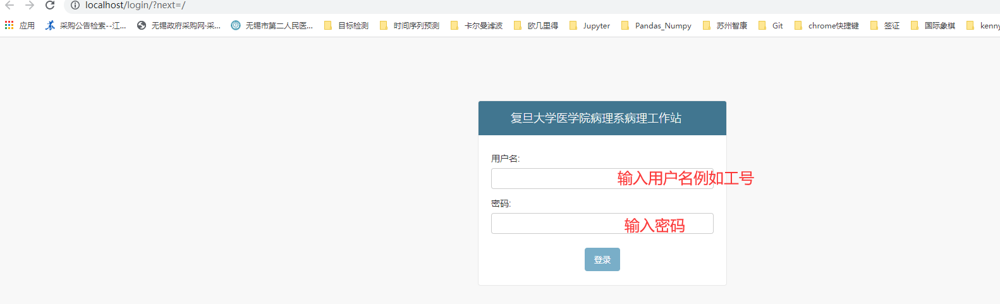 localhost/login/?next=/
应用 采购公告检索--江... 无锡政府采购网·采... 无锡市第二人民医... 目标检测 时间序列预测 卡尔曼滤波 欧几里得 Jupyter Pandas_Numpy 苏州智康 Git chrome快捷键 签证 国际象棋 kenny
复旦大学医学院病理系病理工作站
用户名:
输入用户名例如工号
密码:
输入密码
登录